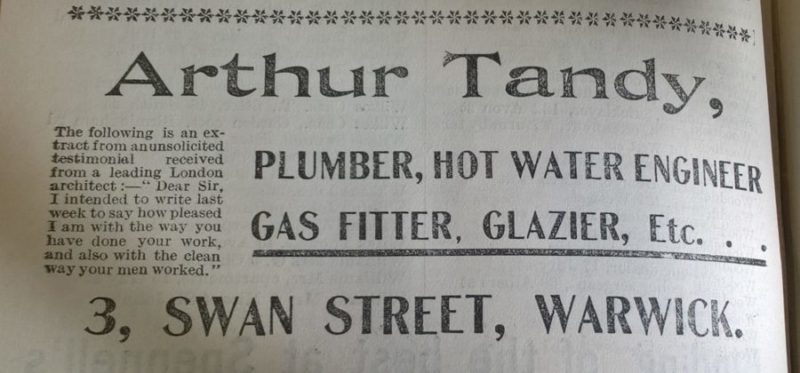 Arthur Tandy,
The following is an ex-
tract from an unsolicited
testimonial received
from a leading London
architect :—" Dear Sir,
I intended to write last
week to say how pleased
I am with the way you
have done your work,
and also with the clean
way your men worked."
PLUMBER, HOT WATER ENGINEER
GAS FITTER, GLAZIER, Etc. . .
3, SWAN STREET, WARWICK.